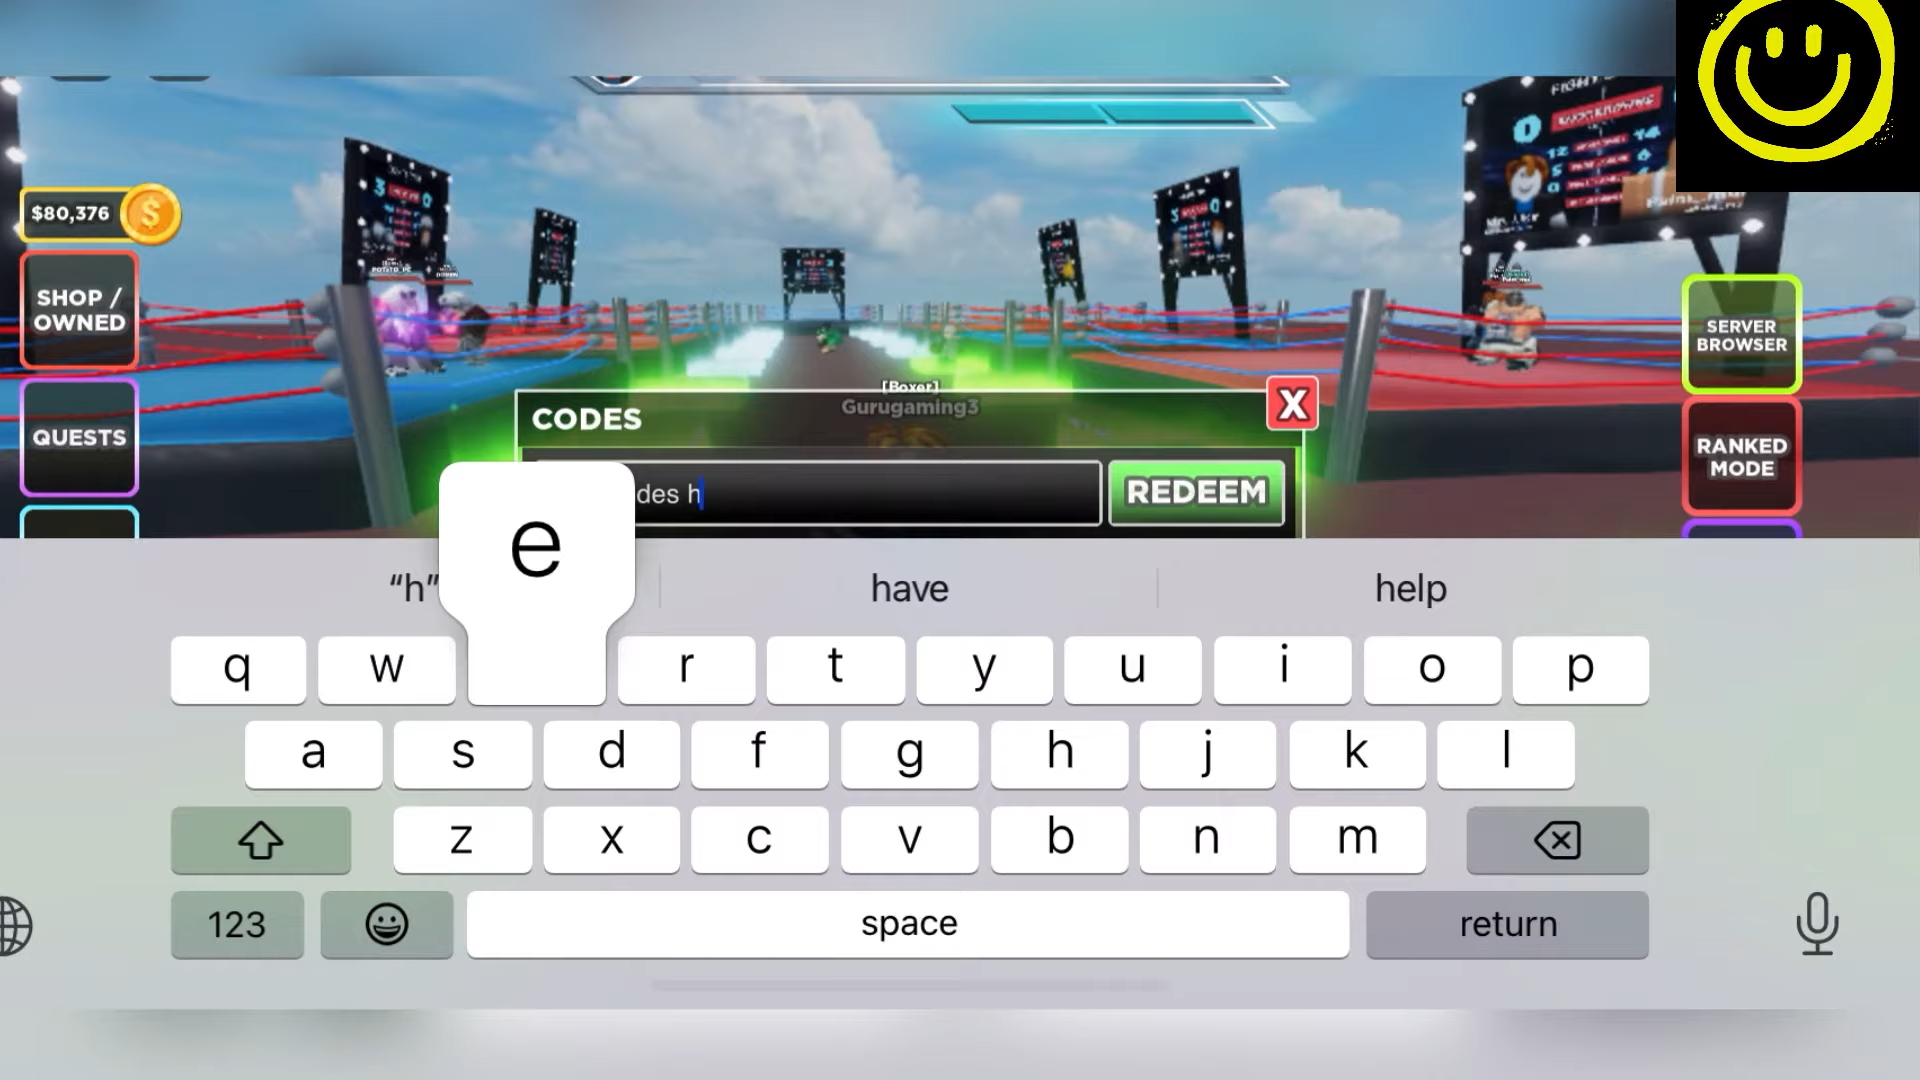 $80,376
SHOP /
OWNED
QUESTS
[Boxer]
Gurugaming3
CODES
X
des h
REDEEM
SERVER
BROWSER
RANKED
MODE
e
“h”
have
help
q w r t y u i o p
a s d f g h j k l
z x c v b n m
123
space
return